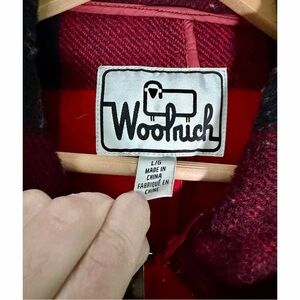 Woolrich
L/G
MADE IN
CHINA
FABRIQUÉ EN
CHINE